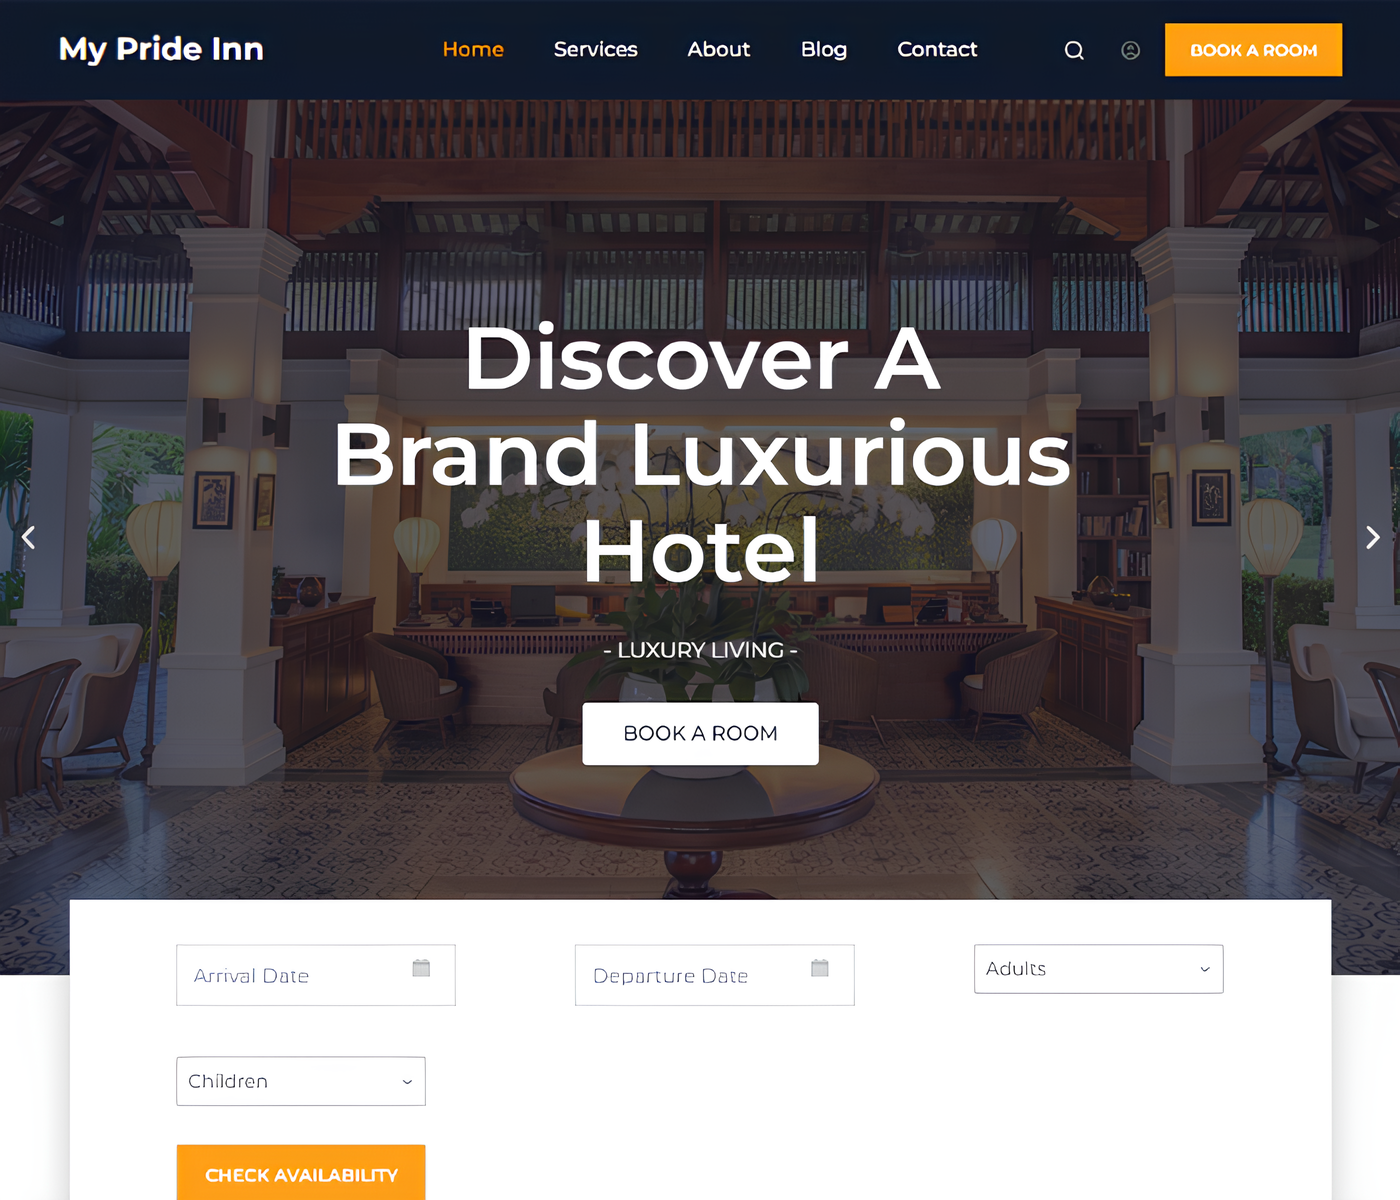 My Pride Inn
Home Services About Blog Contact
BOOK A ROOM
Discover A
Brand Luxurious
Hotel
- LUXURY LIVING -
BOOK A ROOM
Arrival Date
Departure Date
Adults
Children
CHECK AVAILABILITY